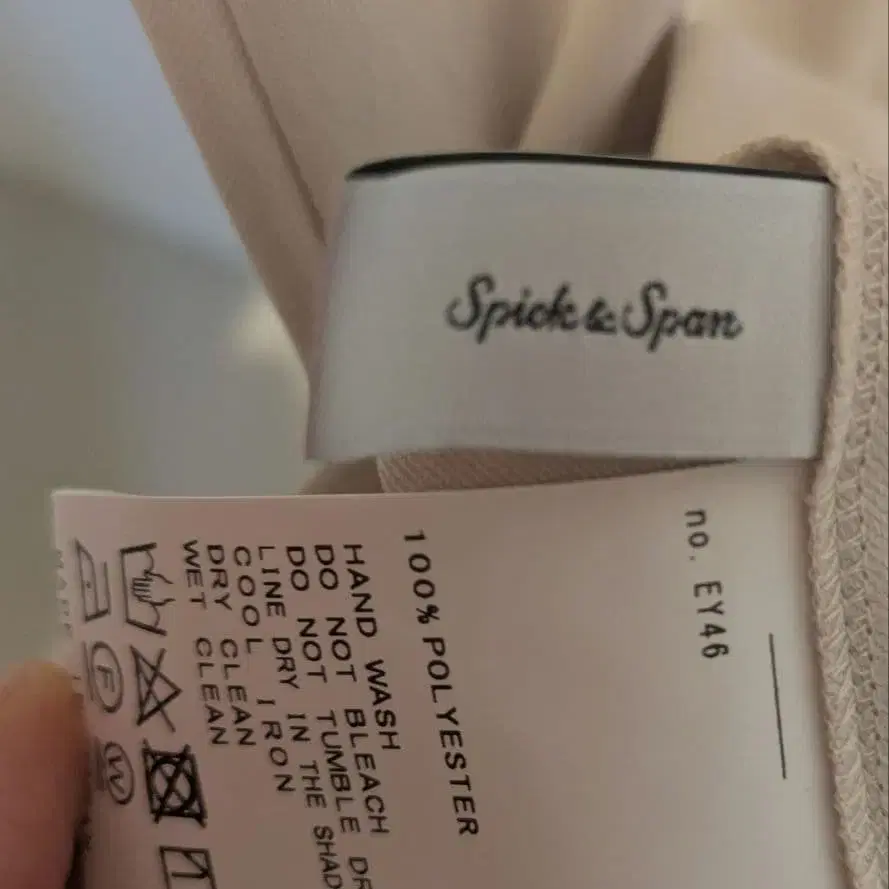 Spick & Span
no. EY46
100% POLYESTER
HAND WASH
DO NOT BLEACH
DO NOT TUMBLE
LINE DRY IN THE
COOL IRON
DRY CLEAN
WET CLEAN
F
W